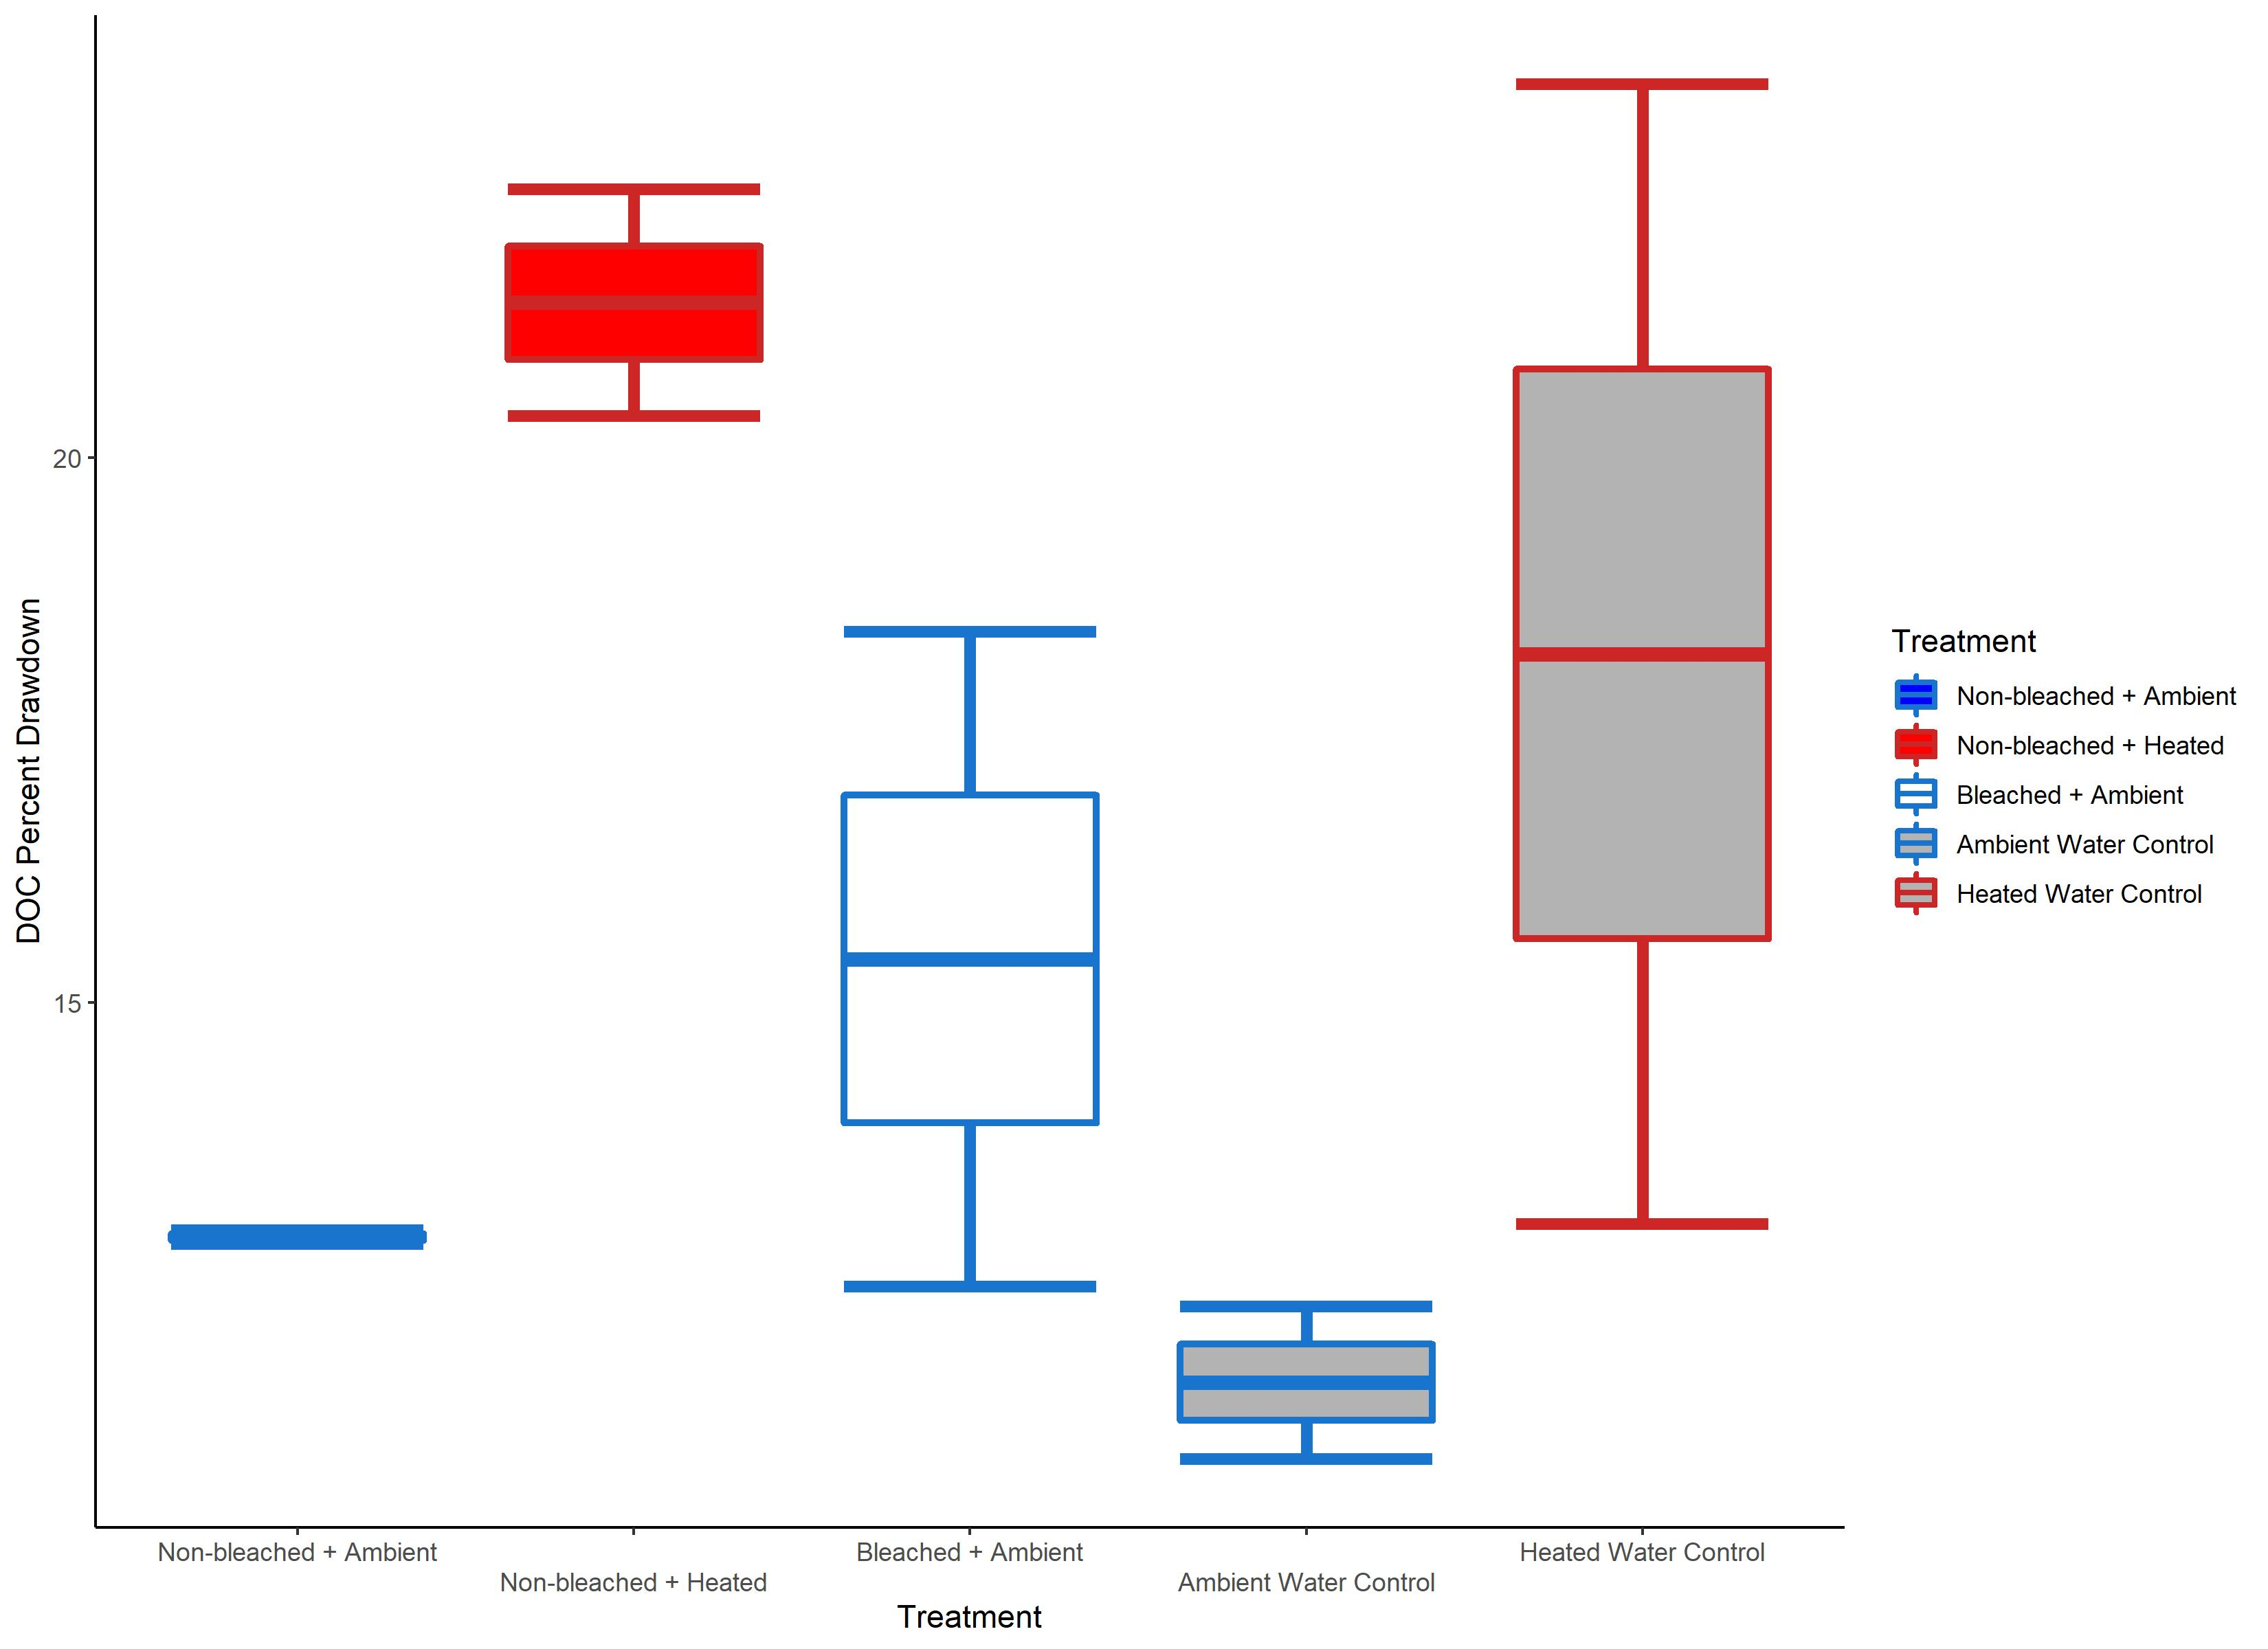 DOC Percent Drawdown
20
15
Non-bleached + Ambient
Non-bleached + Heated
Bleached + Ambient
Ambient Water Control
Heated Water Control
Treatment
Treatment
Non-bleached + Ambient
Non-bleached + Heated
Bleached + Ambient
Ambient Water Control
Heated Water Control